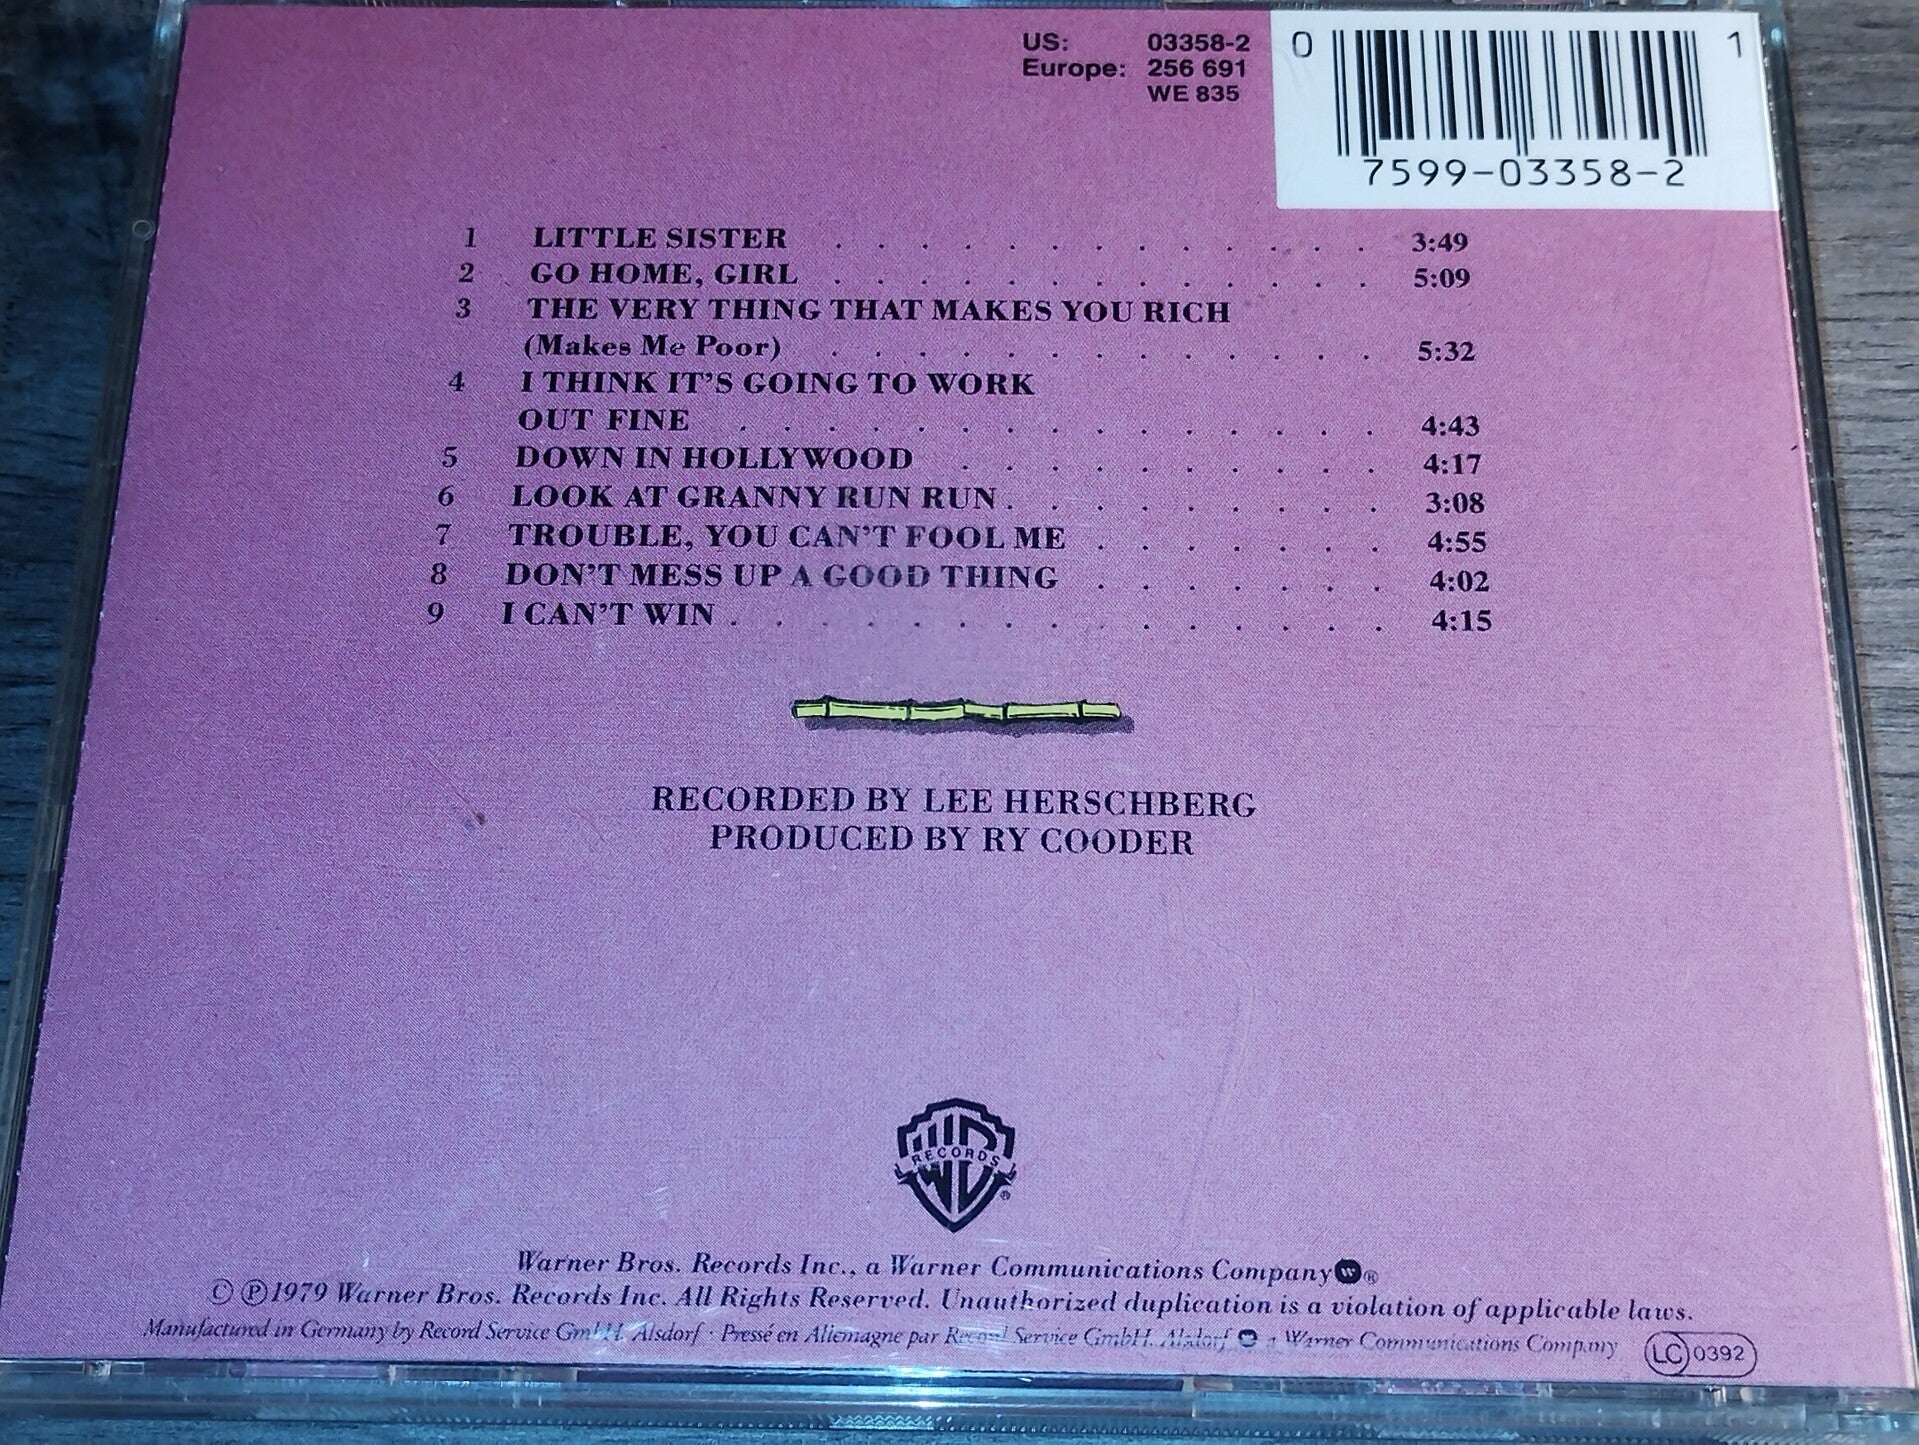 US: 03358-2
Europe: 256 691
WE 835
0 1
7599-03358-2
1 LITTLE SISTER . . . . . . . . . . . . . 3:49
2 GO HOME, GIRL . . . . . . . . . . . . . 5:09
3 THE VERY THING THAT MAKES YOU RICH
(Makes Me Poor) . . . . . . . . . . . . . 5:32
4 I THINK IT'S GOING TO WORK
OUT FINE . . . . . . . . . . . . . . . 4:43
5 DOWN IN HOLLYWOOD . . . . . . . . . . 4:17
6 LOOK AT GRANNY RUN RUN . . . . . . . . . 3:08
7 TROUBLE, YOU CAN'T FOOL ME . . . . . . . 4:55
8 DON'T MESS UP A GOOD THING . . . . . . . 4:02
9 I CAN'T WIN . . . . . . . . . . . . . . . 4:15
RECORDED BY LEE HERSCHBERG
PRODUCED BY RY COODER
WB RECORDS ®
Warner Bros. Records Inc., a Warner Communications Company ®
© ℗ 1979 Warner Bros. Records Inc. All Rights Reserved. Unauthorized duplication is a violation of applicable laws.
Manufactured in Germany by Record Service GmbH. Alsdorf · Pressé en Allemagne par Record Service GmbH. Alsdorf a Warner Communications Company
LC 0392